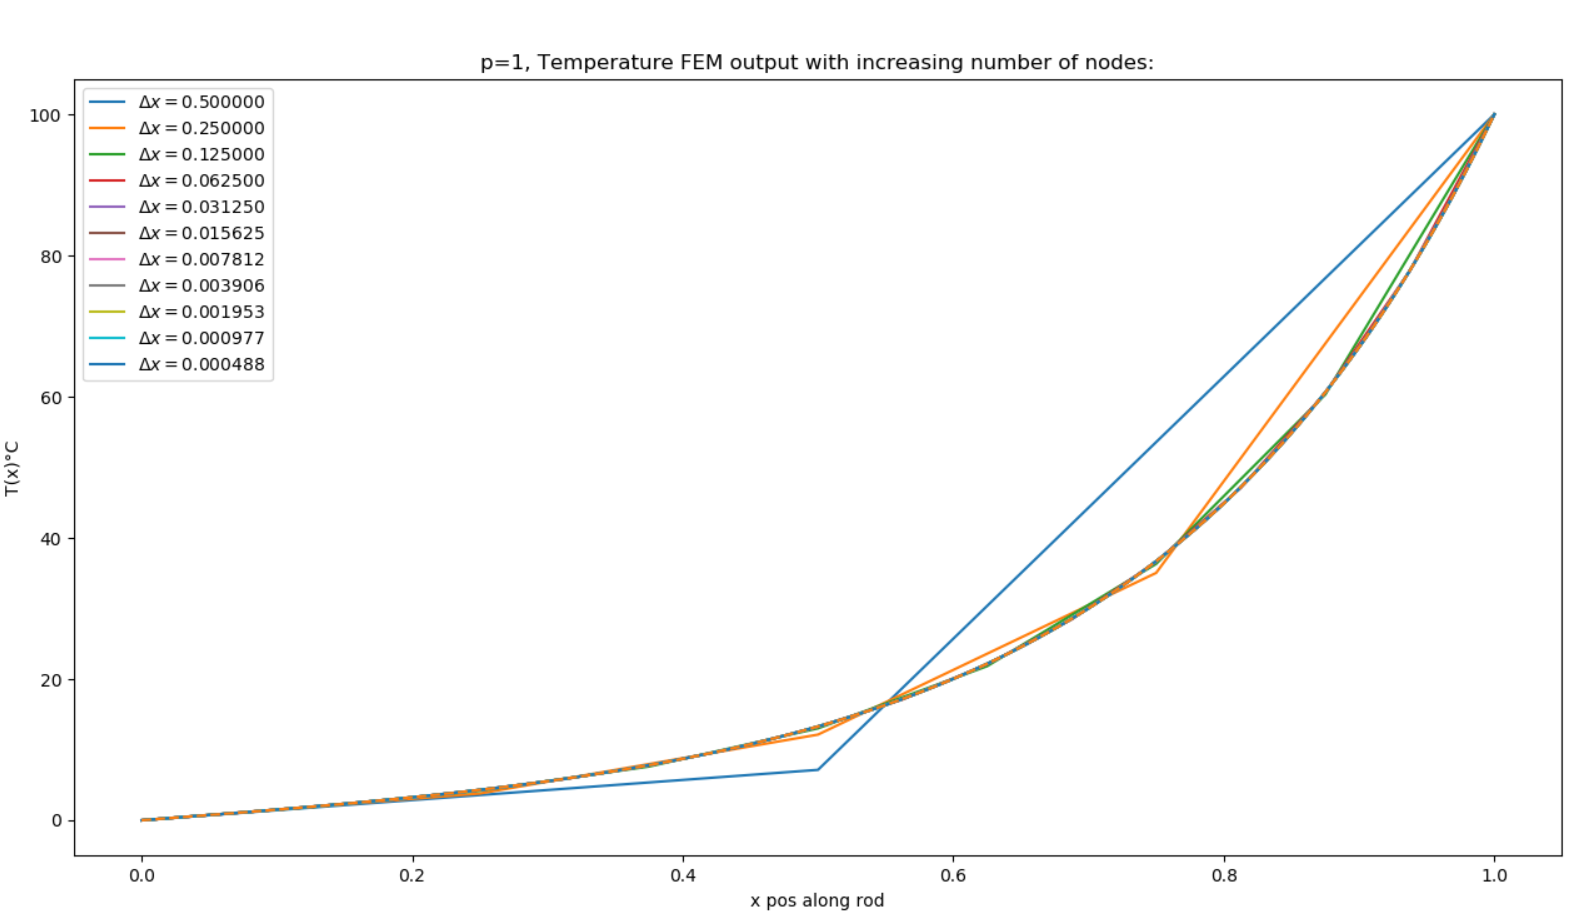 p=1, Temperature FEM output with increasing number of nodes:
Δx = 0.500000
Δx = 0.250000
Δx = 0.125000
Δx = 0.062500
Δx = 0.031250
Δx = 0.015625
Δx = 0.007812
Δx = 0.003906
Δx = 0.001953
Δx = 0.000977
Δx = 0.000488
100
80
60
40
20
0
T(x)°C
0.0 0.2 0.4 0.6 0.8 1.0
x pos along rod